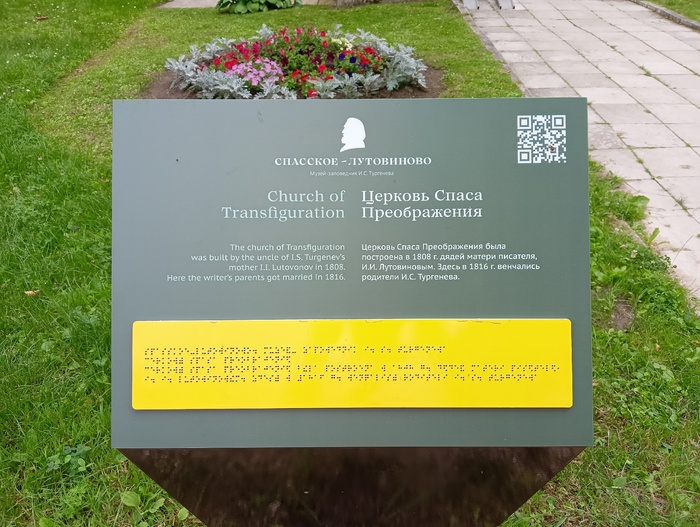 СПАССКОЕ-ЛУТОВИНОВО
Музей-заповедник И.С. Тургенева
Church of
Transfiguration
Церковь Спаса
Преображения
The church of Transfiguration
was built by the uncle of I.S. Turgenev's
mother I.I. Lutovonov in 1808.
Here the writer's parents got married in 1816.
Церковь Спаса Преображения была
построена в 1808 г. дядей матери писателя,
И.И. Лутовиновым. Здесь в 1816 г. венчались
родители И.С. Тургенева.